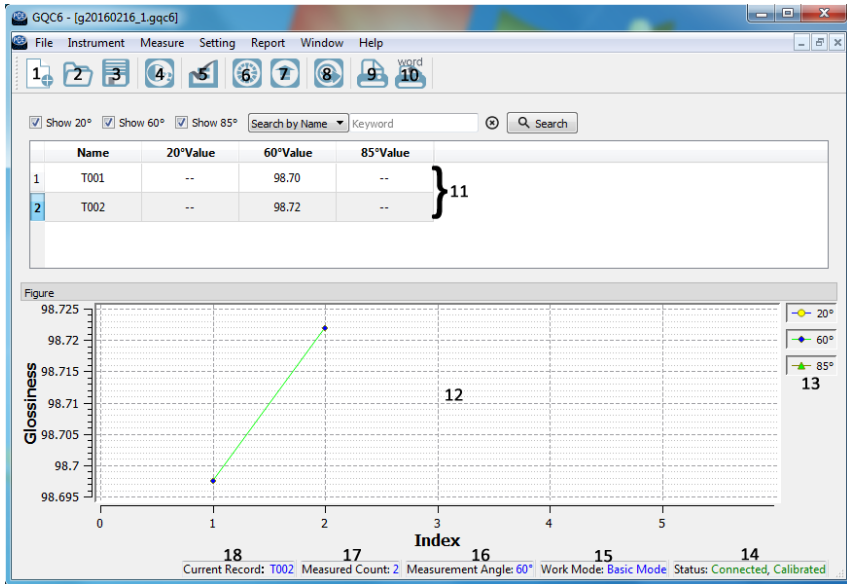 GQC6 - [g20160216_1.gqc6]
File Instrument Measure Setting Report Window Help
1 2 3 4 5 6 7 8 9 word 10
Show 20° Show 60° Show 85° Search by Name Keyword Search
Name 20°Value 60°Value 85°Value
1 T001 -- 98.70 --
2 T002 -- 98.72 --
11
Figure
98.725
98.72
98.715
98.71
98.705
98.7
98.695
Glossiness
12
20°
60°
85°
13
0 1 2 3 4 5
Index
18 17 16 15 14
Current Record: T002 Measured Count: 2 Measurement Angle: 60° Work Mode: Basic Mode Status: Connected, Calibrated